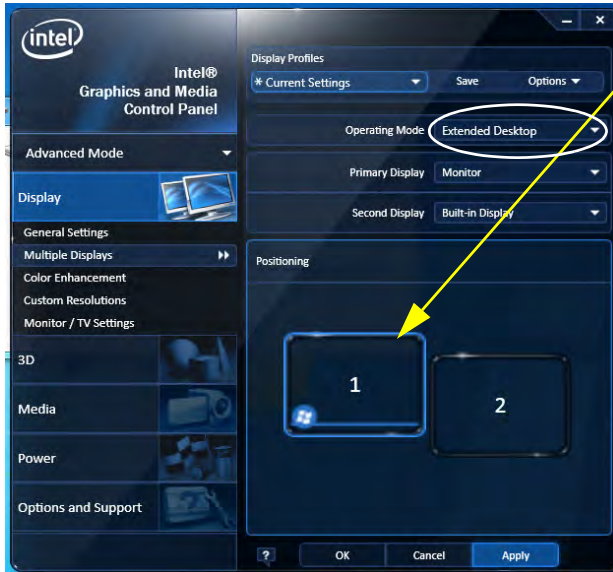 intel
Intel®
Graphics and Media
Control Panel
Advanced Mode
Display
General Settings
Multiple Displays
Color Enhancement
Custom Resolutions
Monitor / TV Settings
3D
Media
Power
Options and Support
Display Profiles
* Current Settings
Save
Options
Operating Mode
Extended Desktop
Primary Display
Monitor
Second Display
Built-in Display
Positioning
1
2
?
OK
Cancel
Apply